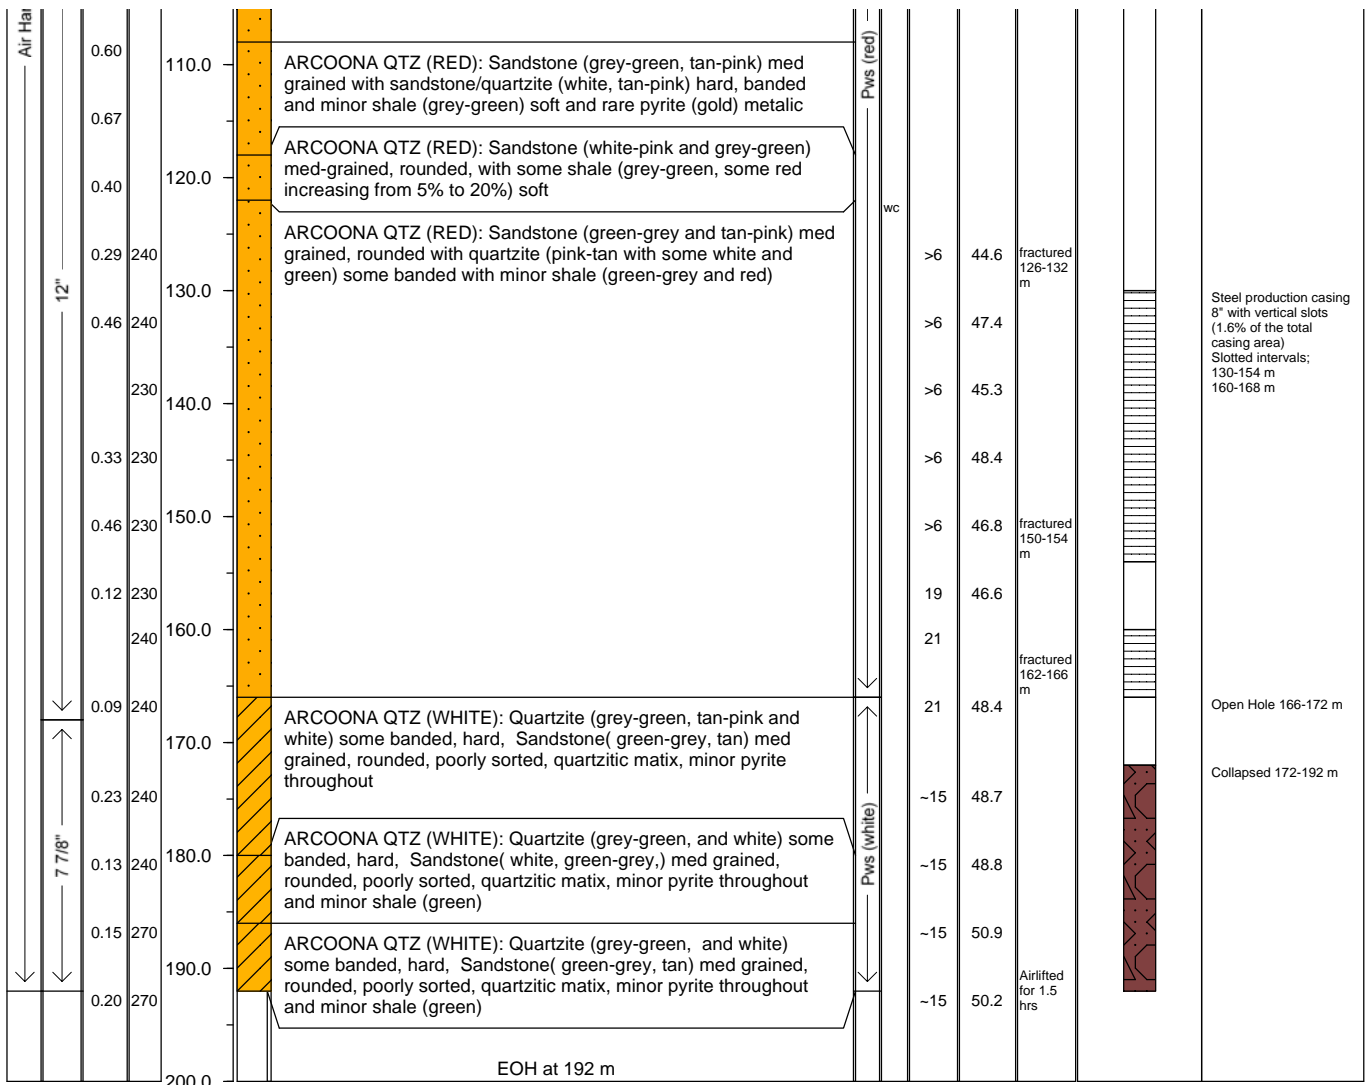 Air Har
12"
7 7/8"
0.60
0.67
0.40
0.29 240
0.46 240
230
0.33 230
0.46 230
0.12 230
240
0.09 240
0.23 240
0.13 240
0.15 270
0.20 270
110.0
120.0
130.0
140.0
150.0
160.0
170.0
180.0
190.0
200.0
ARCOONA QTZ (RED): Sandstone (grey-green, tan-pink) med
grained with sandstone/quartzite (white, tan-pink) hard, banded
and minor shale (grey-green) soft and rare pyrite (gold) metalic
ARCOONA QTZ (RED): Sandstone (white-pink and grey-green)
med-grained, rounded, with some shale (grey-green, some red
increasing from 5% to 20%) soft
ARCOONA QTZ (RED): Sandstone (green-grey and tan-pink) med
grained, rounded with quartzite (pink-tan with some white and
green) some banded with minor shale (green-grey and red)
ARCOONA QTZ (WHITE): Quartzite (grey-green, tan-pink and
white) some banded, hard, Sandstone( green-grey, tan) med
grained, rounded, poorly sorted, quartzitic matix, minor pyrite
throughout
ARCOONA QTZ (WHITE): Quartzite (grey-green, and white) some
banded, hard, Sandstone( white, green-grey,) med grained,
rounded, poorly sorted, quartzitic matix, minor pyrite throughout
and minor shale (green)
ARCOONA QTZ (WHITE): Quartzite (grey-green, and white)
some banded, hard, Sandstone( green-grey, tan) med grained,
rounded, poorly sorted, quartzitic matix, minor pyrite throughout
and minor shale (green)
EOH at 192 m
Pws (red)
Pws (white)
wc
>6 44.6
>6 47.4
>6 45.3
>6 48.4
>6 46.8
19 46.6
21
21 48.4
~15 48.7
~15 48.8
~15 50.9
~15 50.2
fractured
126-132
m
fractured
150-154
m
fractured
162-166
m
Airlifted
for 1.5
hrs
Steel production casing
8" with vertical slots
(1.6% of the total
casing area)
Slotted intervals;
130-154 m
160-168 m
Open Hole 166-172 m
Collapsed 172-192 m